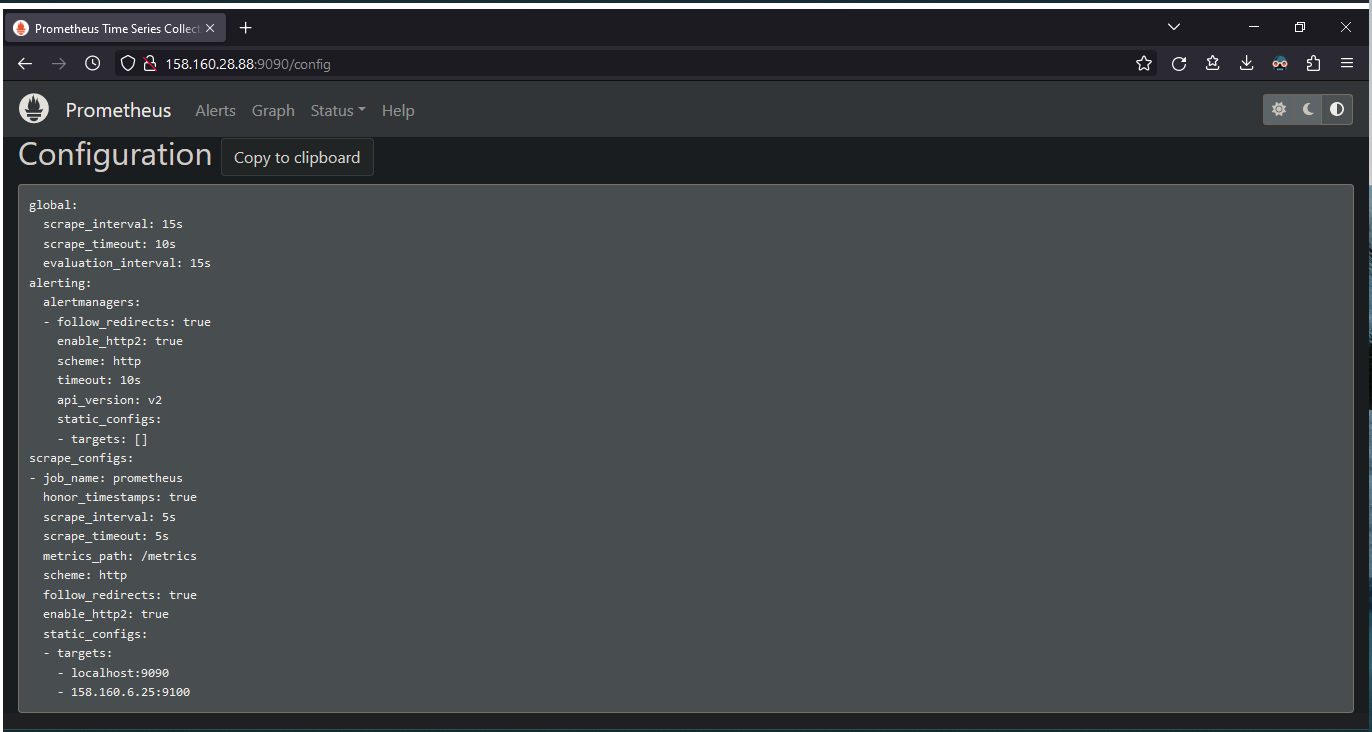 Prometheus Time Series Collect
158.160.28.88:9090/config
Prometheus Alerts Graph Status Help
Configuration Copy to clipboard
global:
  scrape_interval: 15s
  scrape_timeout: 10s
  evaluation_interval: 15s
alerting:
  alertmanagers:
  - follow_redirects: true
    enable_http2: true
    scheme: http
    timeout: 10s
    api_version: v2
    static_configs:
    - targets: []
scrape_configs:
- job_name: prometheus
  honor_timestamps: true
  scrape_interval: 5s
  scrape_timeout: 5s
  metrics_path: /metrics
  scheme: http
  follow_redirects: true
  enable_http2: true
  static_configs:
  - targets:
    - localhost:9090
    - 158.160.6.25:9100